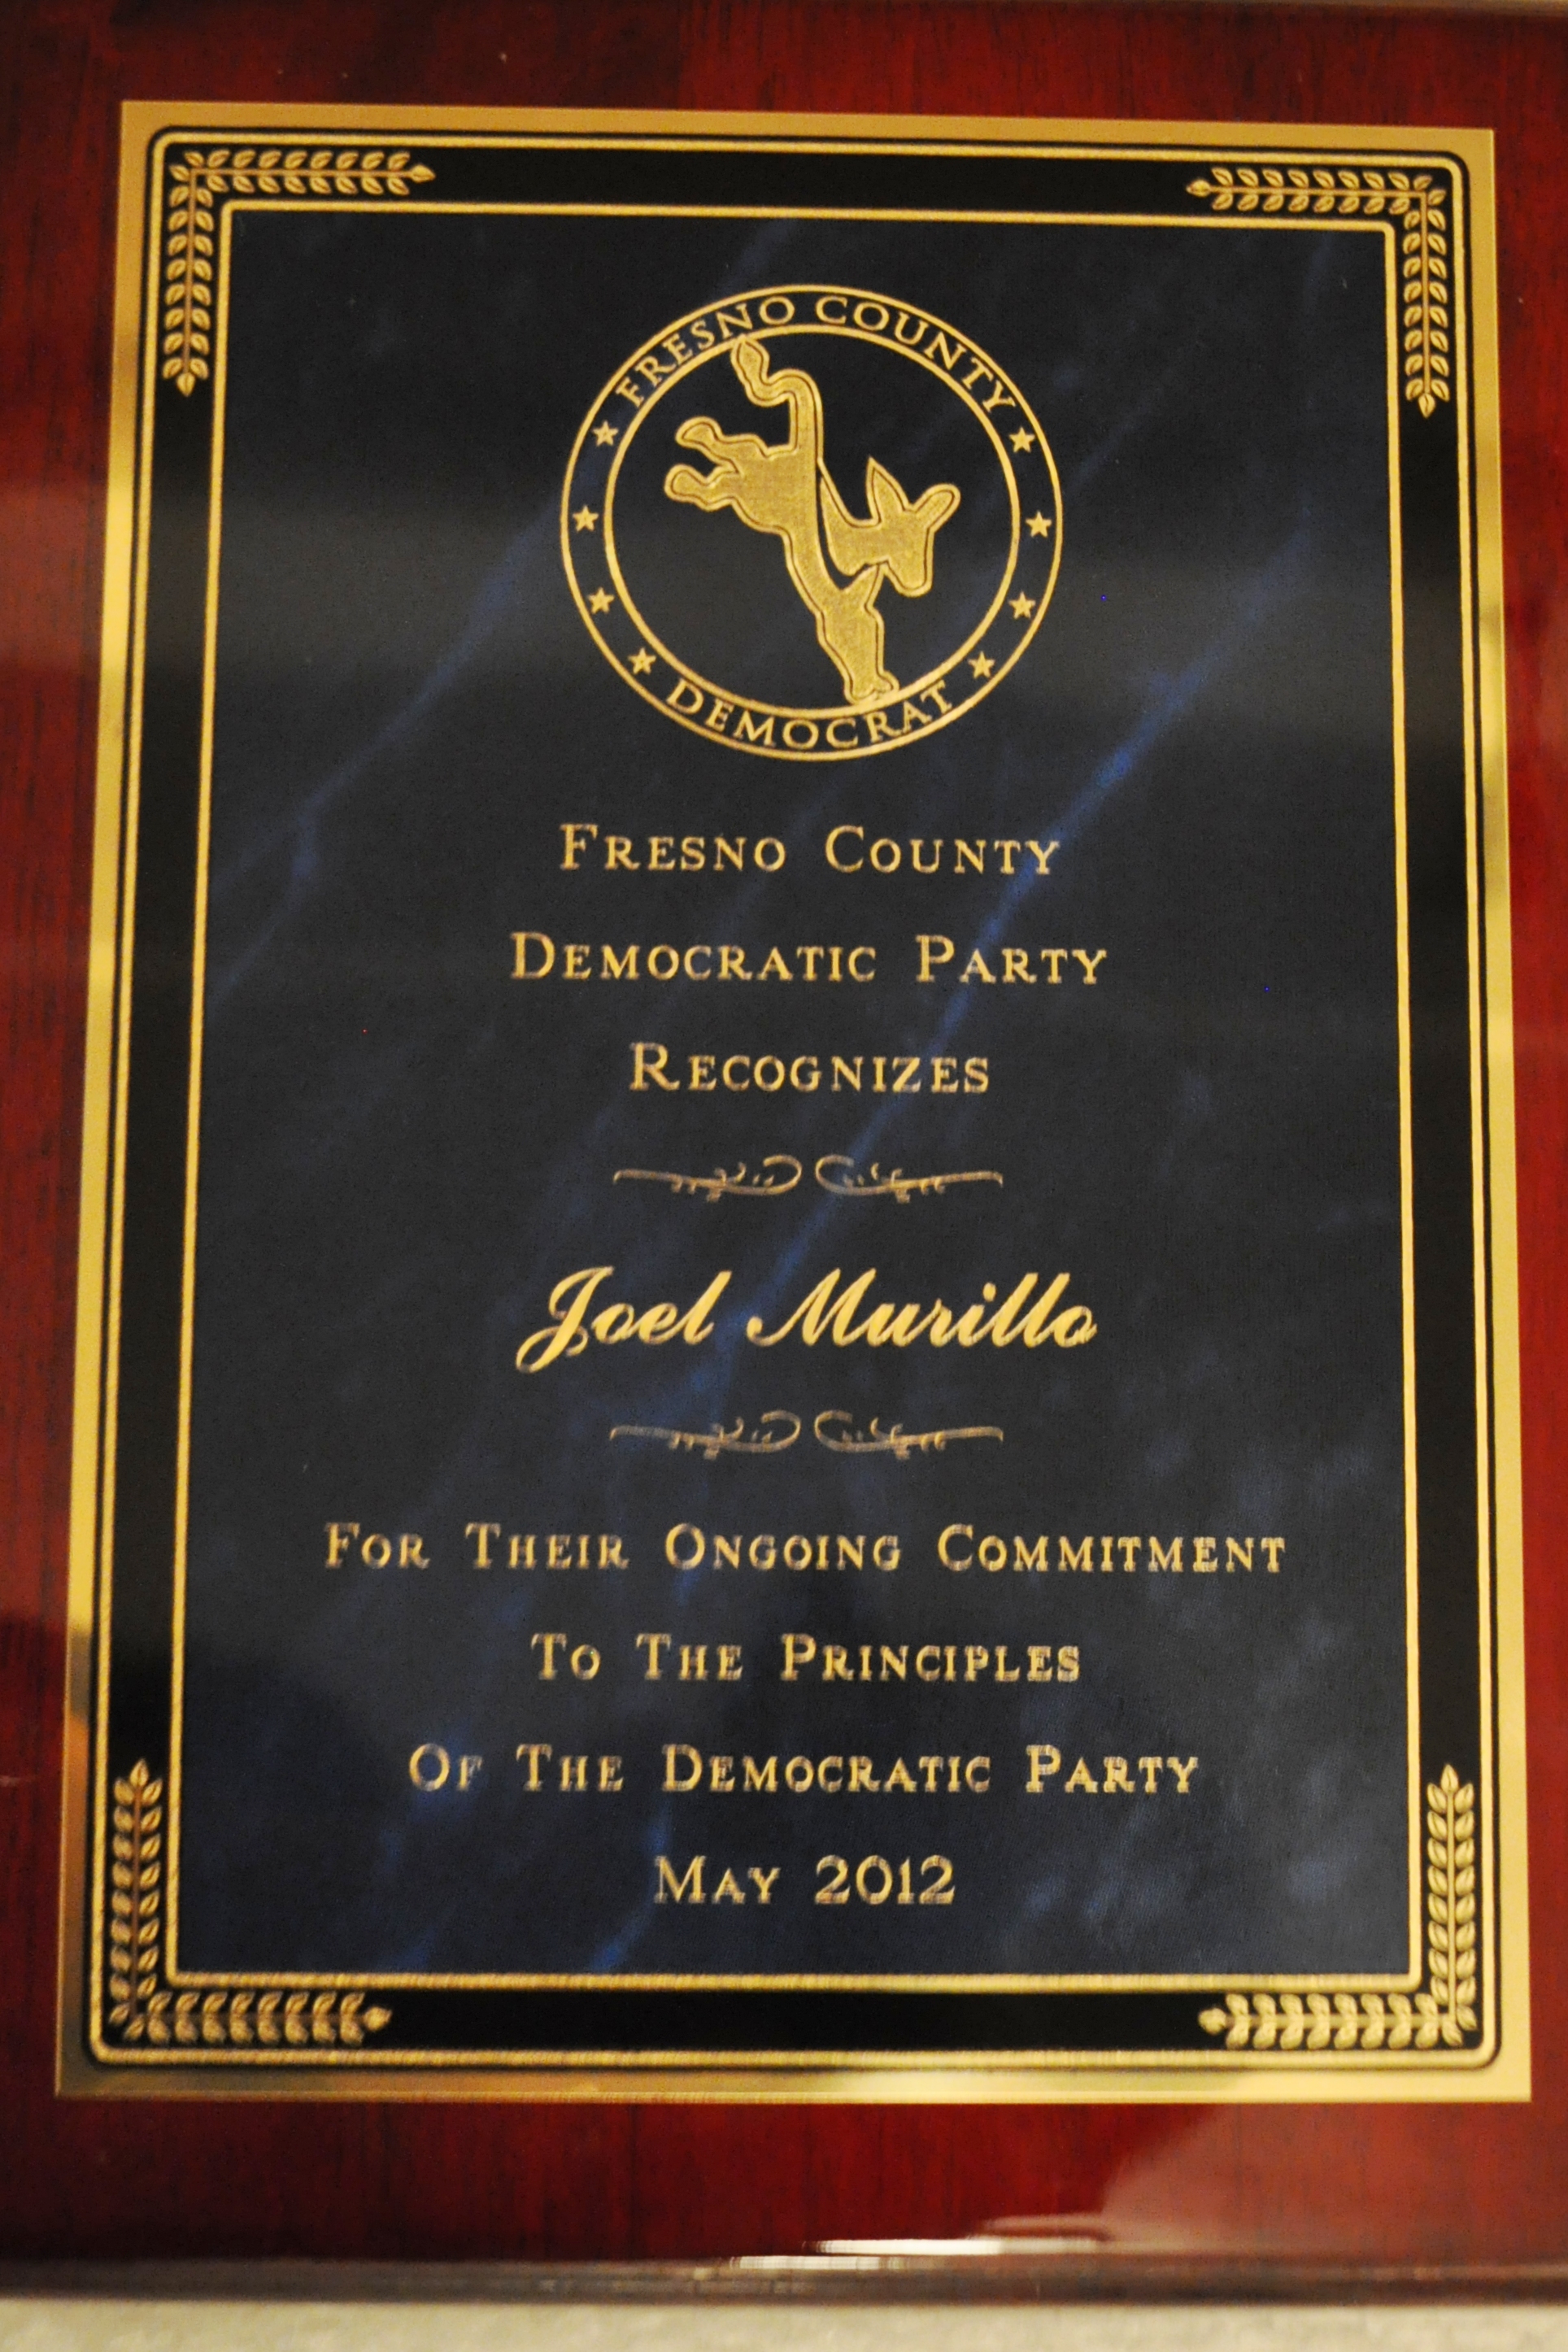 FRESNO COUNTY
DEMOCRAT
FRESNO COUNTY
DEMOCRATIC PARTY
RECOGNIZES
Joel Murillo
FOR THEIR ONGOING COMMITMENT
TO THE PRINCIPLES
OF THE DEMOCRATIC PARTY
MAY 2012